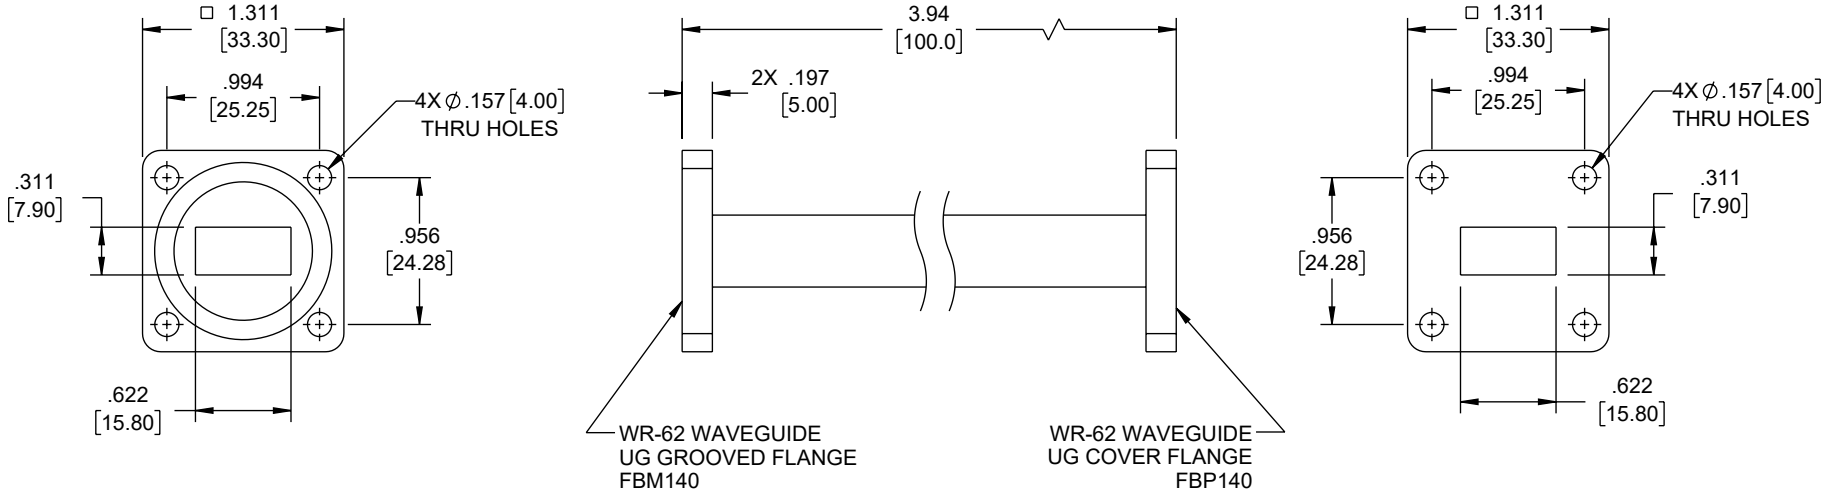 □ 1.311
[33.30]
.994
[25.25]
4X ⌀ .157 [4.00]
THRU HOLES
.311
[7.90]
.956
[24.28]
.622
[15.80]
3.94
[100.0]
2X .197
[5.00]
WR-62 WAVEGUIDE
UG GROOVED FLANGE
FBM140
WR-62 WAVEGUIDE
UG COVER FLANGE
FBP140
□ 1.311
[33.30]
.994
[25.25]
4X ⌀ .157 [4.00]
THRU HOLES
.311
[7.90]
.956
[24.28]
.622
[15.80]